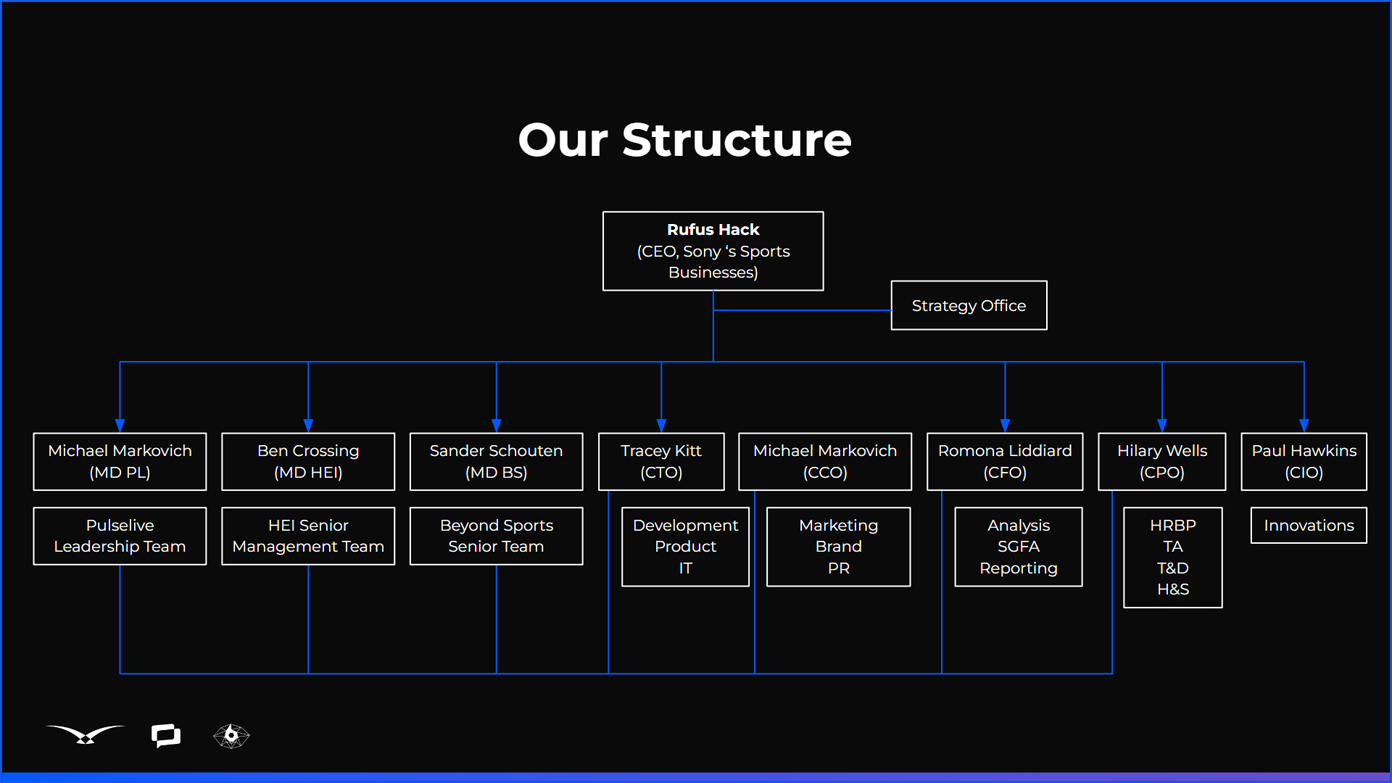 Our Structure
Rufus Hack
(CEO, Sony ‘s Sports
Businesses)
Strategy Office
Michael Markovich
(MD PL)
Ben Crossing
(MD HEI)
Sander Schouten
(MD BS)
Tracey Kitt
(CTO)
Michael Markovich
(CCO)
Romona Liddiard
(CFO)
Hilary Wells
(CPO)
Paul Hawkins
(CIO)
Pulselive
Leadership Team
HEI Senior
Management Team
Beyond Sports
Senior Team
Development
Product
IT
Marketing
Brand
PR
Analysis
SGFA
Reporting
HRBP
TA
T&D
H&S
Innovations